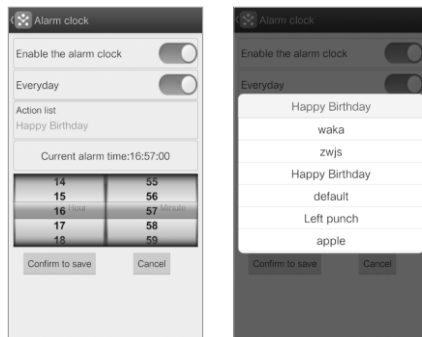 Alarm clock
Enable the alarm clock
Everyday
Action list
Happy Birthday
Current alarm time:16:57:00
14 55
15 56
16 Hour 57 Minute
17 58
18 59
Confirm to save Cancel
Alarm clock
Enable the alarm clock
Everyday
Happy Birthday
waka
zwjs
Happy Birthday
default
Left punch
apple
Confirm to save Cancel